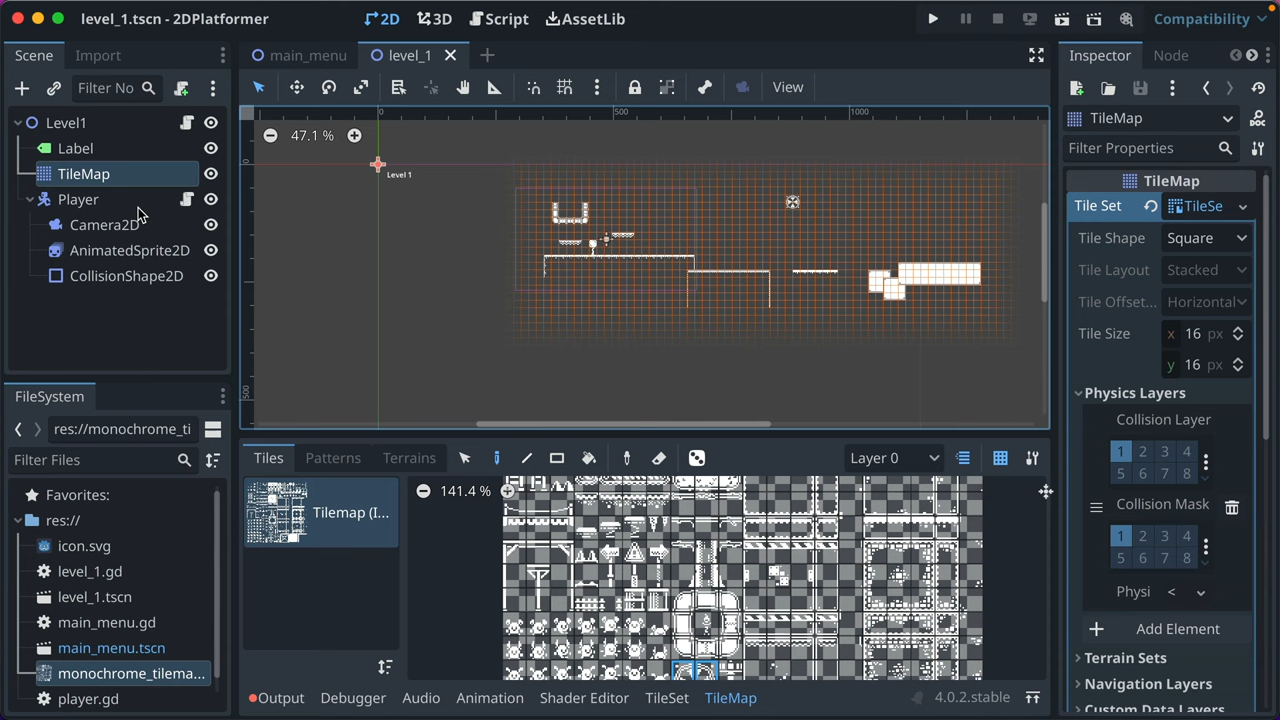 level_1.tscn - 2DPlatformer
2D
3D
Script
AssetLib
Compatibility
Scene
Import
main_menu
level_1
Inspector
Node
Filter No
View
TileMap
Filter Properties
0
500
1000
47.1 %
Level 1
0
500
Level1
Label
TileMap
Player
Camera2D
AnimatedSprite2D
CollisionShape2D
TileMap
Tile Set
TileSe
Tile Shape
Square
Tile Layout
Stacked
Tile Offset...
Horizontal
Tile Size
x 16 px
y 16 px
Physics Layers
Collision Layer
1 2 3 4
5 6 7 8
Collision Mask
1 2 3 4
5 6 7 8
Physi
<
Add Element
Terrain Sets
Navigation Layers
Custom Data Layers
FileSystem
res://monochrome_ti
Filter Files
Favorites:
res://
icon.svg
level_1.gd
level_1.tscn
main_menu.gd
main_menu.tscn
monochrome_tilema...
player.gd
Tiles
Patterns
Terrains
Layer 0
Tilemap (I...
141.4 %
Output
Debugger
Audio
Animation
Shader Editor
TileSet
TileMap
4.0.2.stable